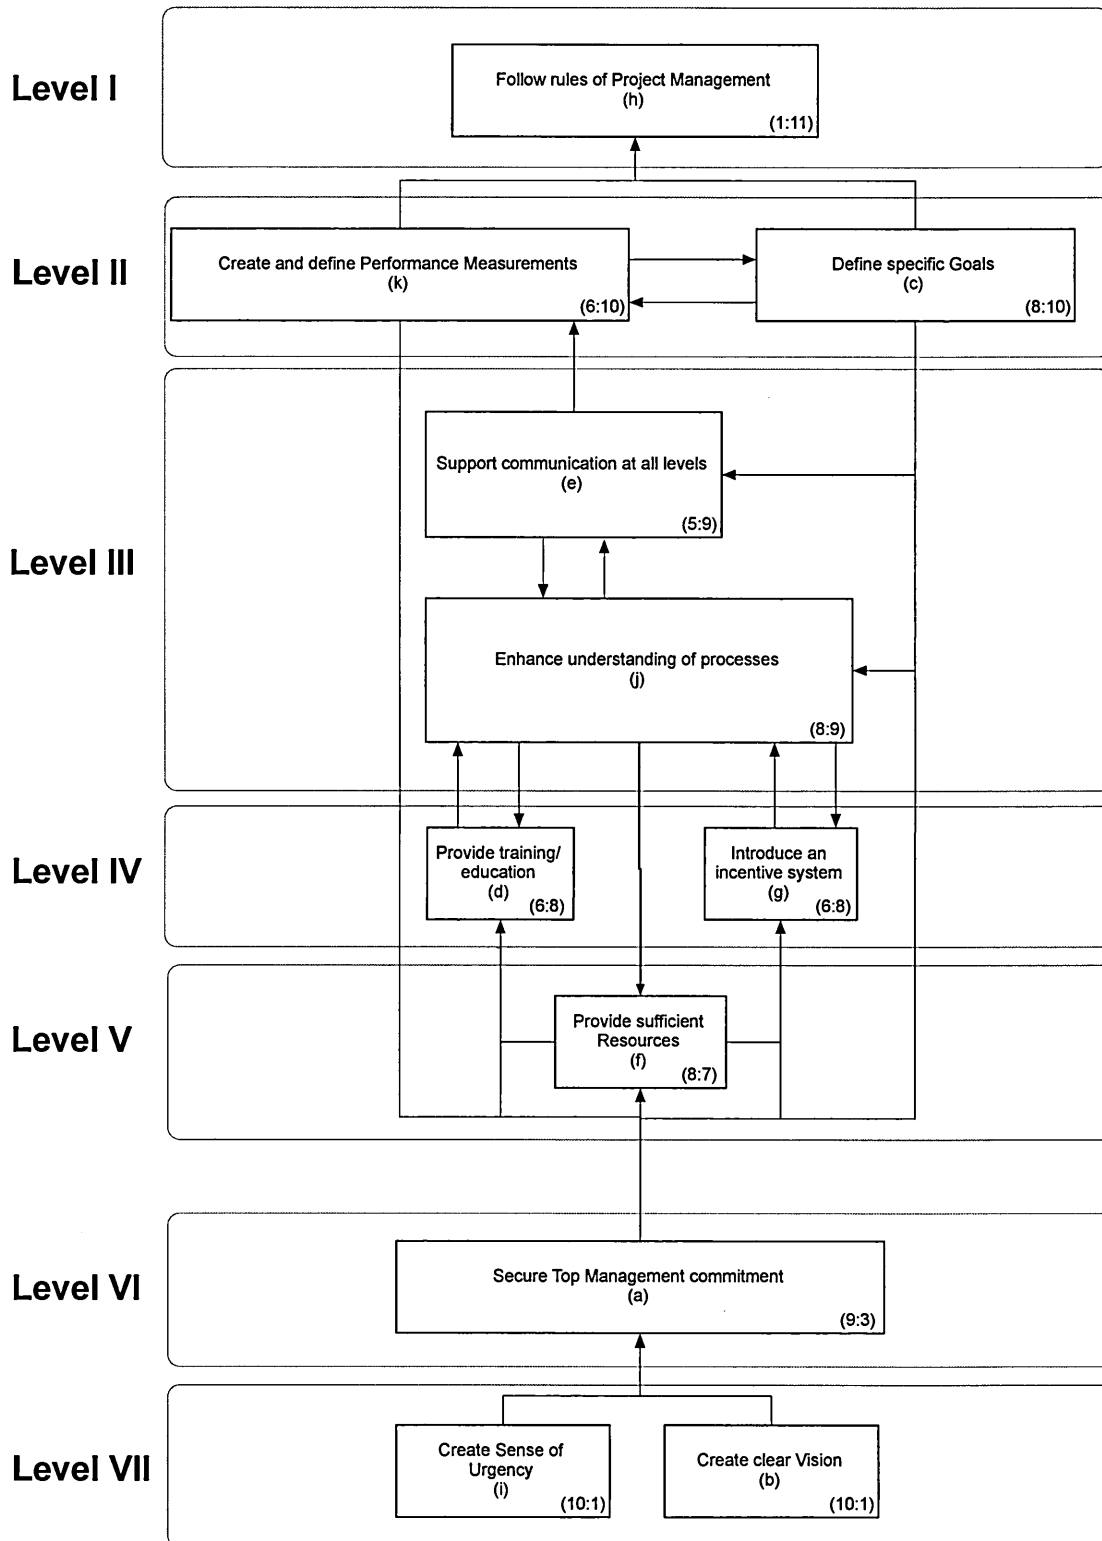 Level I
Follow rules of Project Management
(h)
(1:11)
Level II
Create and define Performance Measurements
(k)
(6:10)
Define specific Goals
(c)
(8:10)
Level III
Support communication at all levels
(e)
(5:9)
Enhance understanding of processes
(j)
(8:9)
Level IV
Provide training/
education
(d)
(6:8)
Introduce an
incentive system
(g)
(6:8)
Level V
Provide sufficient
Resources
(f)
(8:7)
Level VI
Secure Top Management commitment
(a)
(9:3)
Level VII
Create Sense of
Urgency
(i)
(10:1)
Create clear Vision
(b)
(10:1)